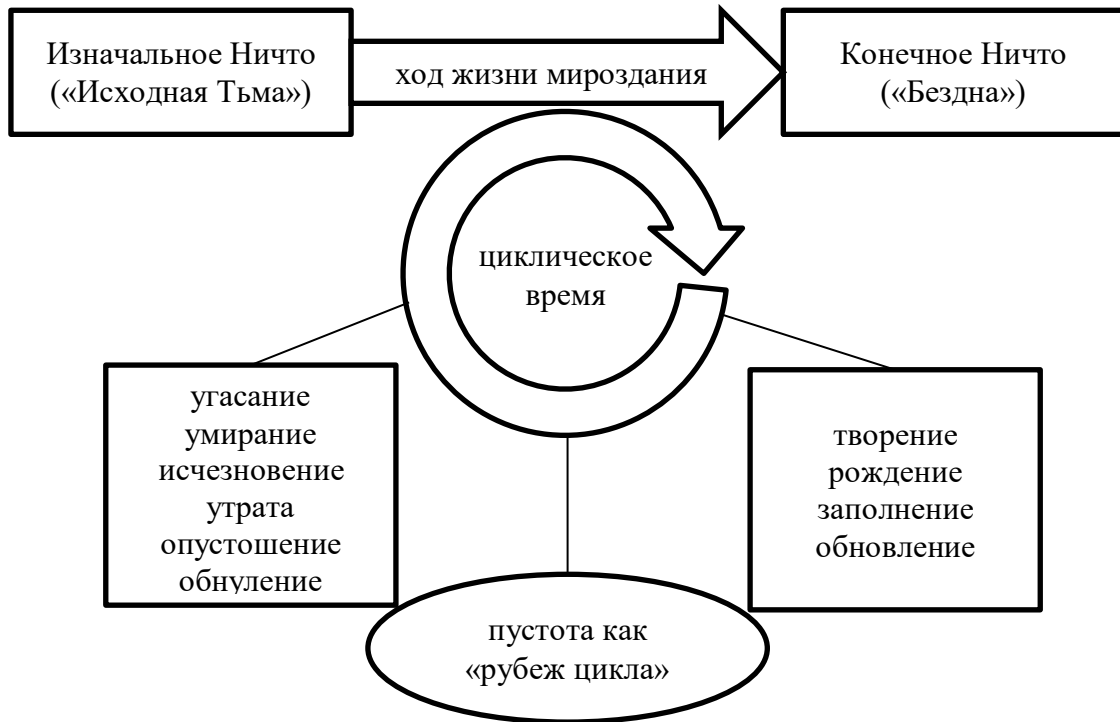 Изначальное Ничто
(«Исходная Тьма»)
ход жизни мироздания
Конечное Ничто
(«Бездна»)
циклическое
время
угасание
умирание
исчезновение
утрата
опустошение
обнуление
творение
рождение
заполнение
обновление
пустота как
«рубеж цикла»